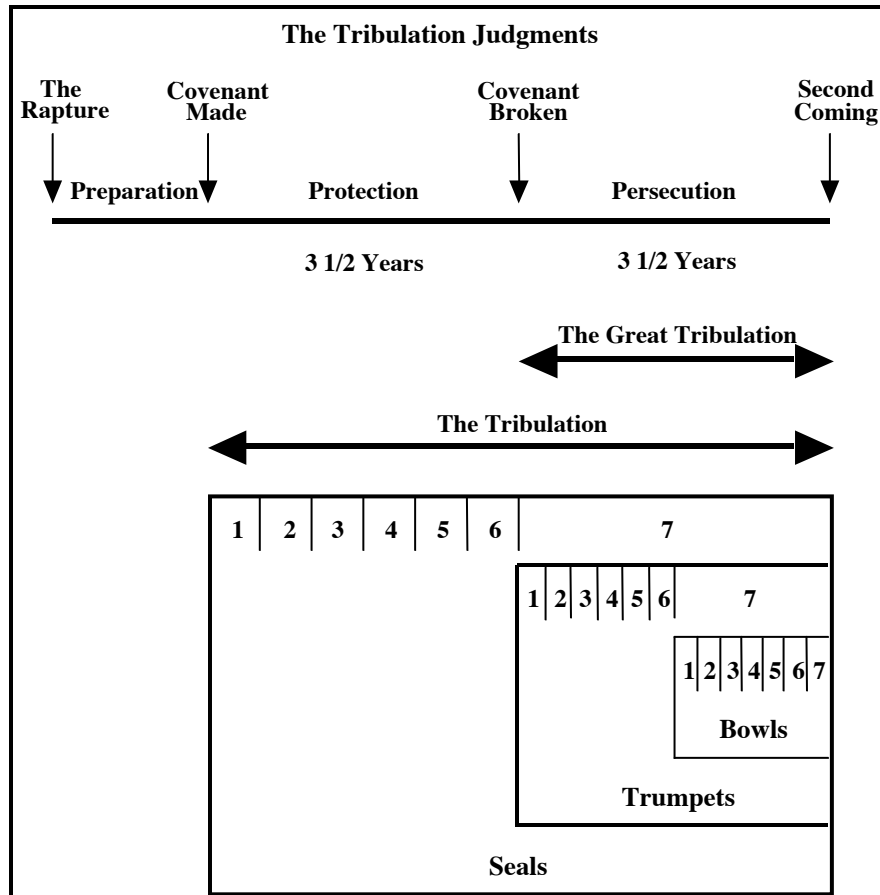 The Tribulation Judgments
The Rapture
Covenant Made
Covenant Broken
Second Coming
Preparation
Protection
Persecution
3 1/2 Years
3 1/2 Years
The Great Tribulation
The Tribulation
1 2 3 4 5 6 7
1 2 3 4 5 6 7
1 2 3 4 5 6 7
Bowls
Trumpets
Seals